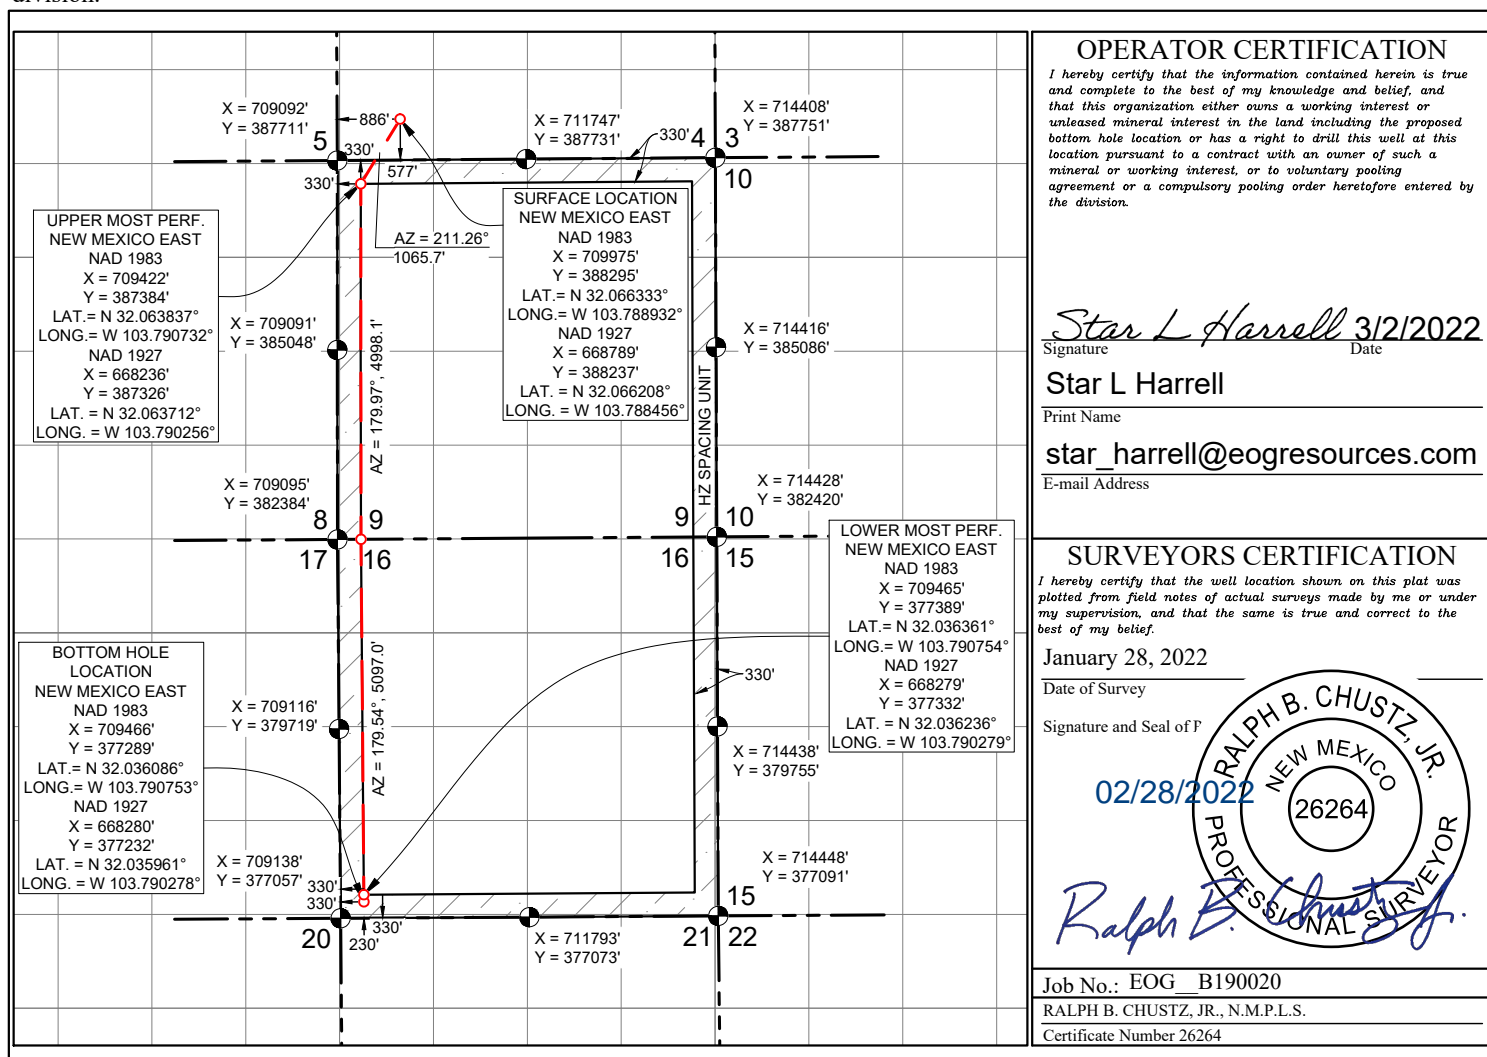 division.
X = 709092'
Y = 387711'
886'
X = 711747'
Y = 387731'
330'
X = 714408'
Y = 387751'
5
4
3
10
330'
577'
330'
UPPER MOST PERF.
NEW MEXICO EAST
NAD 1983
X = 709422'
Y = 387384'
LAT.= N 32.063837°
LONG.= W 103.790732°
NAD 1927
X = 668236'
Y = 387326'
LAT. = N 32.063712°
LONG. = W 103.790256°
AZ = 211.26°
1065.7'
SURFACE LOCATION
NEW MEXICO EAST
NAD 1983
X = 709975'
Y = 388295'
LAT.= N 32.066333°
LONG.= W 103.788932°
NAD 1927
X = 668789'
Y = 388237'
LAT. = N 32.066208°
LONG. = W 103.788456°
X = 709091'
Y = 385048'
X = 714416'
Y = 385086'
AZ = 179.97°, 4998.1'
HZ SPACING UNIT
X = 709095'
Y = 382384'
X = 714428'
Y = 382420'
8
9
17
16
9
10
16
15
LOWER MOST PERF.
NEW MEXICO EAST
NAD 1983
X = 709465'
Y = 377389'
LAT.= N 32.036361°
LONG.= W 103.790754°
NAD 1927
X = 668279'
Y = 377332'
LAT. = N 32.036236°
LONG. = W 103.790279°
BOTTOM HOLE
LOCATION
NEW MEXICO EAST
NAD 1983
X = 709466'
Y = 377289'
LAT.= N 32.036086°
LONG.= W 103.790753°
NAD 1927
X = 668280'
Y = 377232'
LAT. = N 32.035961°
LONG. = W 103.790278°
X = 709116'
Y = 379719'
AZ = 179.54°, 5097.0'
330'
X = 714438'
Y = 379755'
X = 709138'
Y = 377057'
330'
330'
X = 714448'
Y = 377091'
15
20
230'
330'
X = 711793'
Y = 377073'
21
22
OPERATOR CERTIFICATION
I hereby certify that the information contained herein is true
and complete to the best of my knowledge and belief, and
that this organization either owns a working interest or
unleased mineral interest in the land including the proposed
bottom hole location or has a right to drill this well at this
location pursuant to a contract with an owner of such a
mineral or working interest, or to voluntary pooling
agreement or a compulsory pooling order heretofore entered by
the division.
Star L Harrell 3/2/2022
Signature Date
Star L Harrell
Print Name
star_harrell@eogresources.com
E-mail Address
SURVEYORS CERTIFICATION
I hereby certify that the well location shown on this plat was
plotted from field notes of actual surveys made by me or under
my supervision, and that the same is true and correct to the
best of my belief.
January 28, 2022
Date of Survey
Signature and Seal of P
02/28/2022
RALPH B. CHUSTZ, JR.
NEW MEXICO
26264
PROFESSIONAL SURVEYOR
Ralph B. Chustz Jr.
Job No.: EOG__B190020
RALPH B. CHUSTZ, JR., N.M.P.L.S.
Certificate Number 26264